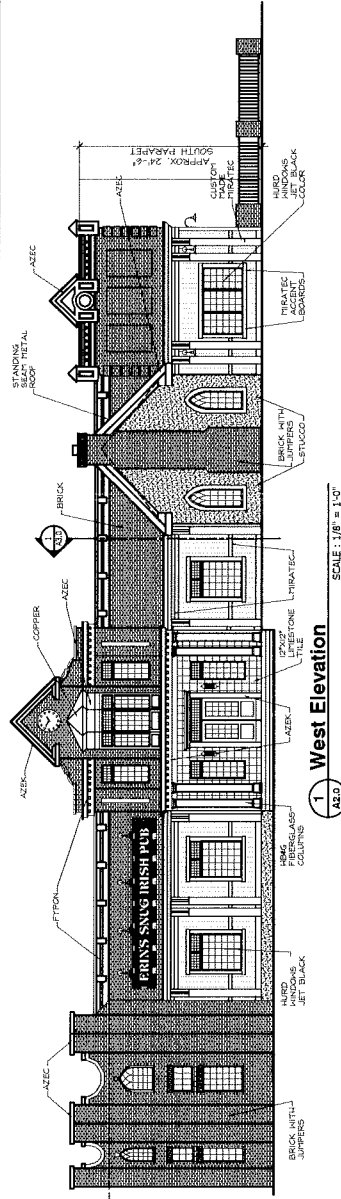 AZEC
FYPON
AZEK
COPPER
AZEC
1
A3.0
BRICK
STANDING
SEAM METAL
ROOF
AZEC
AZEC
APPROX. 24'-6"
SOUTH PARAPET
ERIN'S SNUG IRISH PUB
BRICK WITH
JUMPERS
HURD
WINDOWS
JET BLACK
HB&G
FIBERGLASS
COLUMNS
AZEK
12"X12"
LIMESTONE
TILE
MIRATEC
BRICK WITH
JUMPERS
STUCCO
MIRATEC
ACCENT
BOARDS
CUSTOM
MADE
MIRATEC
HURD
WINDOWS
JET BLACK
COLOR
1
A2.0
West Elevation
SCALE : 1/8" = 1'-0"